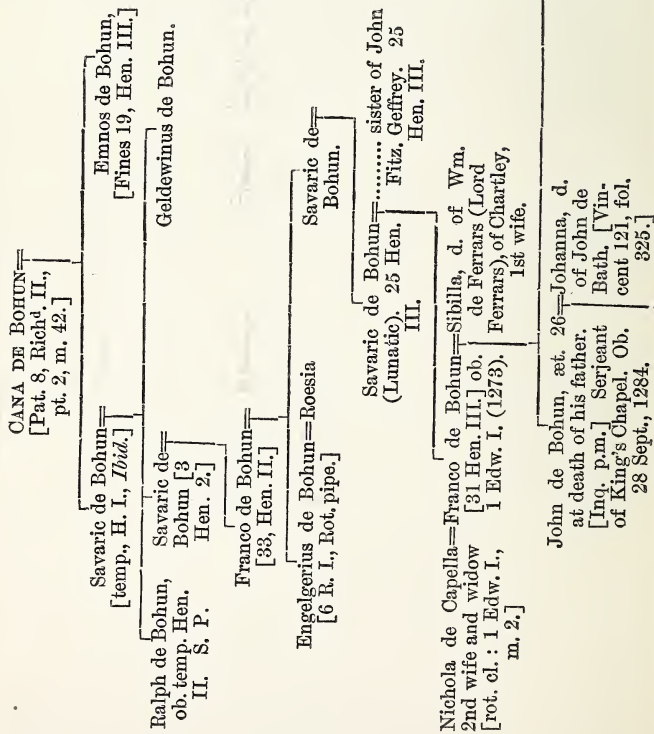 CANA DE BOHUN=
[Pat. 8, Richd. II.,
pt. 2, m. 42.]
Savaric de Bohun=
[temp., H. I., Ibid.]
Emnos de Bohun,
[Fines 19, Hen. III.]
Ralph de Bohun,
ob. temp. Hen.
II. S. P.
Savaric de=
Bohun [3
Hen. 2.]
Geldewinus de Bohun.
Franco de Bohun=
[33, Hen. II.]
Engelgerius de Bohun=Roesia
[6 R. I., Rot. pipe.]
Savaric de=
Bohun.
Savaric de Bohun=......... sister of John
(Lunatic). 25 Hen. Fitz. Geffrey. 25
III. Hen. III.
Nichola de Capella=Franco de Bohun=Sibilla, d. of Wm.
2nd wife and widow [31 Hen. III.] ob. de Ferrars (Lord
[rot. cl. : 1 Edw. I., 1 Edw. I. (1273). Ferrars), of Chartley,
m. 2.] 1st wife.
John de Bohun, æt. 26=Johanna, d.
at death of his father. of John de
[Inq. p.m.] Serjeant Bath. [Vin-
of King's Chapel. Ob. cent 121, fol.
28 Sept., 1284. 325.]